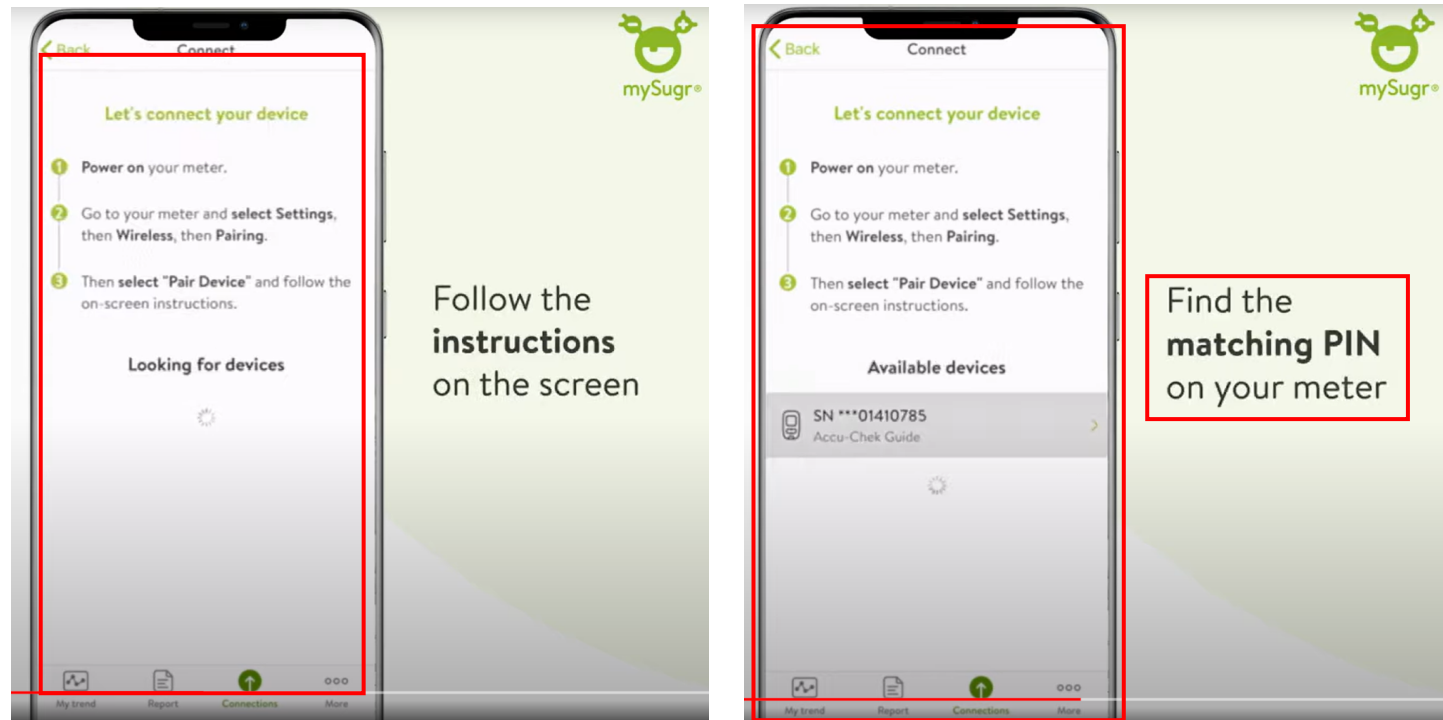 Back
Connect
Let's connect your device
1 Power on your meter.
2 Go to your meter and select Settings,
then Wireless, then Pairing.
3 Then select "Pair Device" and follow the
on-screen instructions.
Looking for devices
My trend
Report
Connections
More
Follow the
instructions
on the screen
mySugr®
Back
Connect
Let's connect your device
1 Power on your meter.
2 Go to your meter and select Settings,
then Wireless, then Pairing.
3 Then select "Pair Device" and follow the
on-screen instructions.
Available devices
SN ***01410785
Accu-Chek Guide
My trend
Report
Connections
More
Find the
matching PIN
on your meter
mySugr®